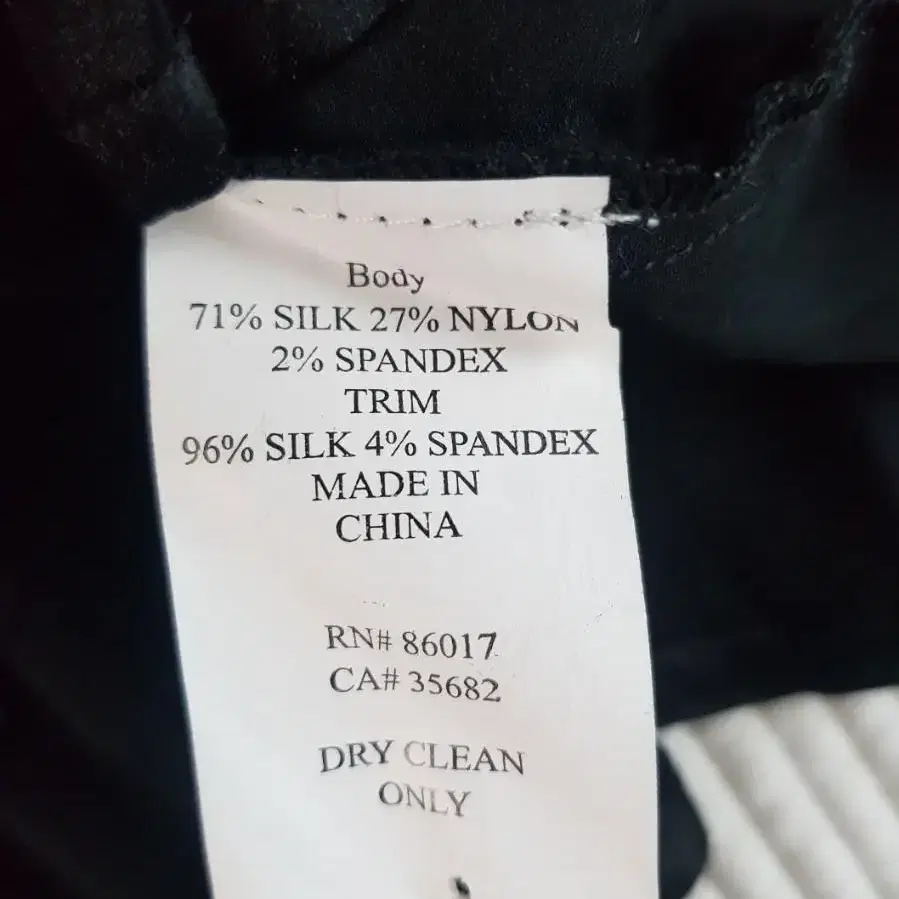 Body
71% SILK 27% NYLON
2% SPANDEX
TRIM
96% SILK 4% SPANDEX
MADE IN
CHINA
RN# 86017
CA# 35682
DRY CLEAN
ONLY